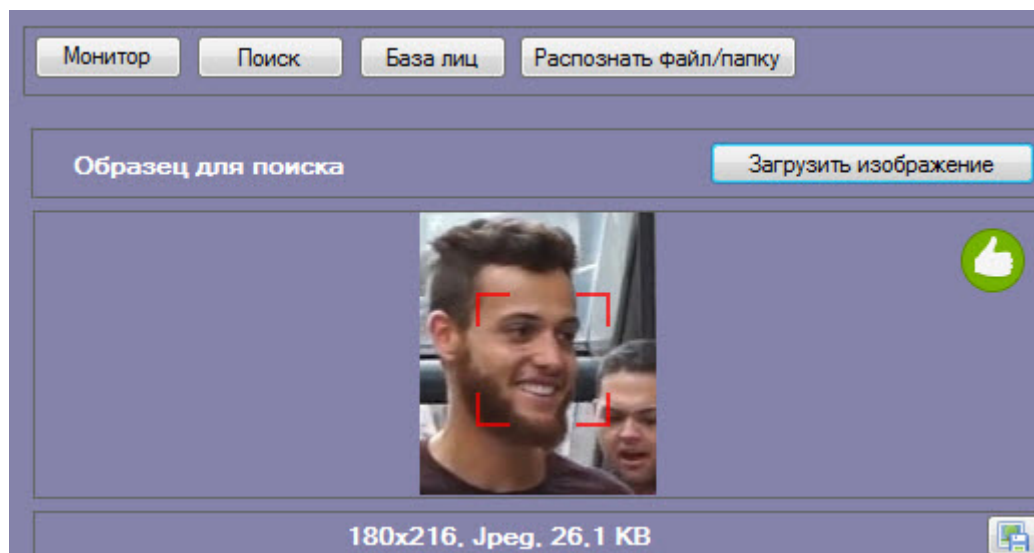 Монитор Поиск База лиц Распознать файл/папку
Образец для поиска Загрузить изображение
180x216, Jpeg, 26,1 KB